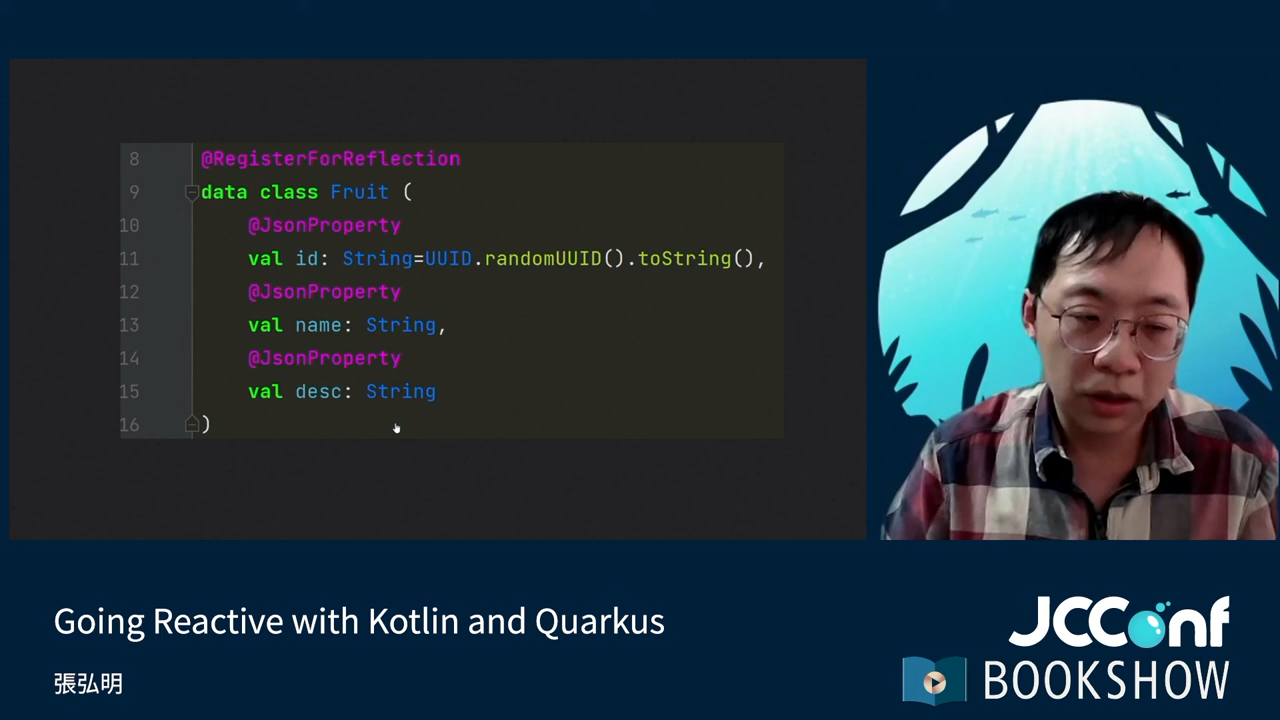 8 @RegisterForReflection
9 data class Fruit (
10 @JsonProperty
11 val id: String=UUID.randomUUID().toString(),
12 @JsonProperty
13 val name: String,
14 @JsonProperty
15 val desc: String
16 )
Going Reactive with Kotlin and Quarkus
張弘明
JCConf
BOOKSHOW